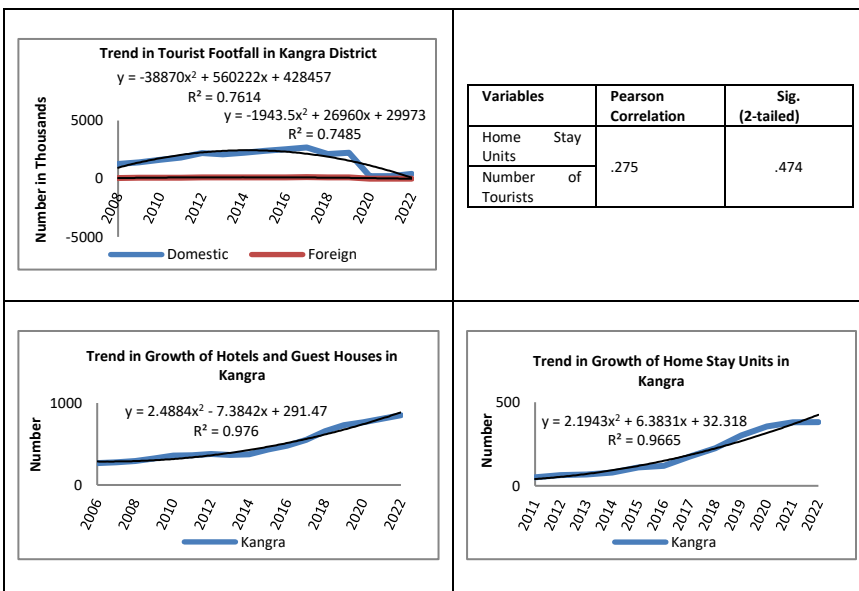 Trend in Tourist Footfall in Kangra District
y = -38870x² + 560222x + 428457
R² = 0.7614
y = -1943.5x² + 26960x + 29973
R² = 0.7485
Number in Thousands
5000
0
-5000
2008
2010
2012
2014
2016
2018
2020
2022
Domestic
Foreign
Variables
Pearson
Correlation
Sig.
(2-tailed)
Home Stay
Units
Number of
Tourists
.275
.474
Trend in Growth of Hotels and Guest Houses in
Kangra
y = 2.4884x² - 7.3842x + 291.47
R² = 0.976
Number
1000
0
2006
2008
2010
2012
2014
2016
2018
2020
2022
Kangra
Trend in Growth of Home Stay Units in
Kangra
y = 2.1943x² + 6.3831x + 32.318
R² = 0.9665
Number
500
0
2011
2012
2013
2014
2015
2016
2017
2018
2019
2020
2021
2022
Kangra